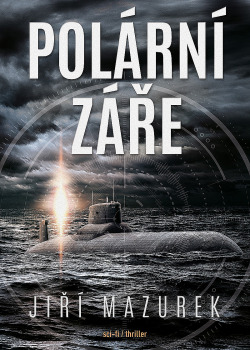 POLÁRNÍ
ZÁŘE
JIŘÍ MAZUREK
sci-fi / thriller